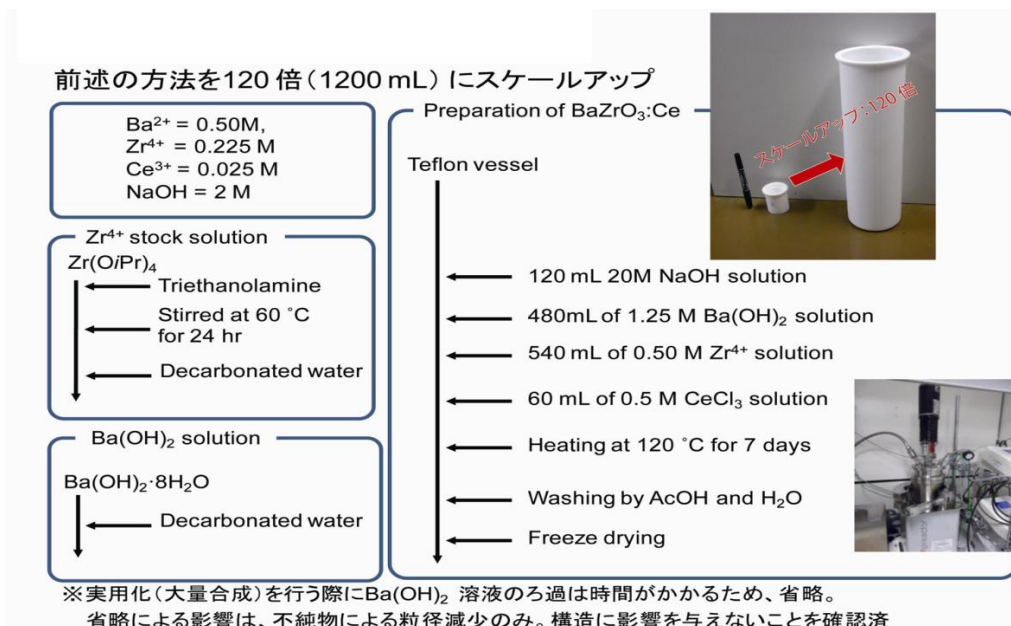 前述の方法を120 倍(1200 mL) にスケールアップ
Ba²⁺ = 0.50M,
Zr⁴⁺ = 0.225 M
Ce³⁺ = 0.025 M
NaOH = 2 M
Zr⁴⁺ stock solution
Zr(OiPr)₄
Triethanolamine
Stirred at 60 ˚C
for 24 hr
Decarbonated water
Ba(OH)₂ solution
Ba(OH)₂·8H₂O
Decarbonated water
Preparation of BaZrO₃:Ce
スケールアップ:120 倍
Teflon vessel
120 mL 20M NaOH solution
480mL of 1.25 M Ba(OH)₂ solution
540 mL of 0.50 M Zr⁴⁺ solution
60 mL of 0.5 M CeCl₃ solution
Heating at 120 ˚C for 7 days
Washing by AcOH and H₂O
Freeze drying
※実用化(大量合成)を行う際にBa(OH)₂ 溶液のろ過は時間がかかるため、省略。
省略による影響は、不純物による粒径減少のみ。構造に影響を与えないことを確認済